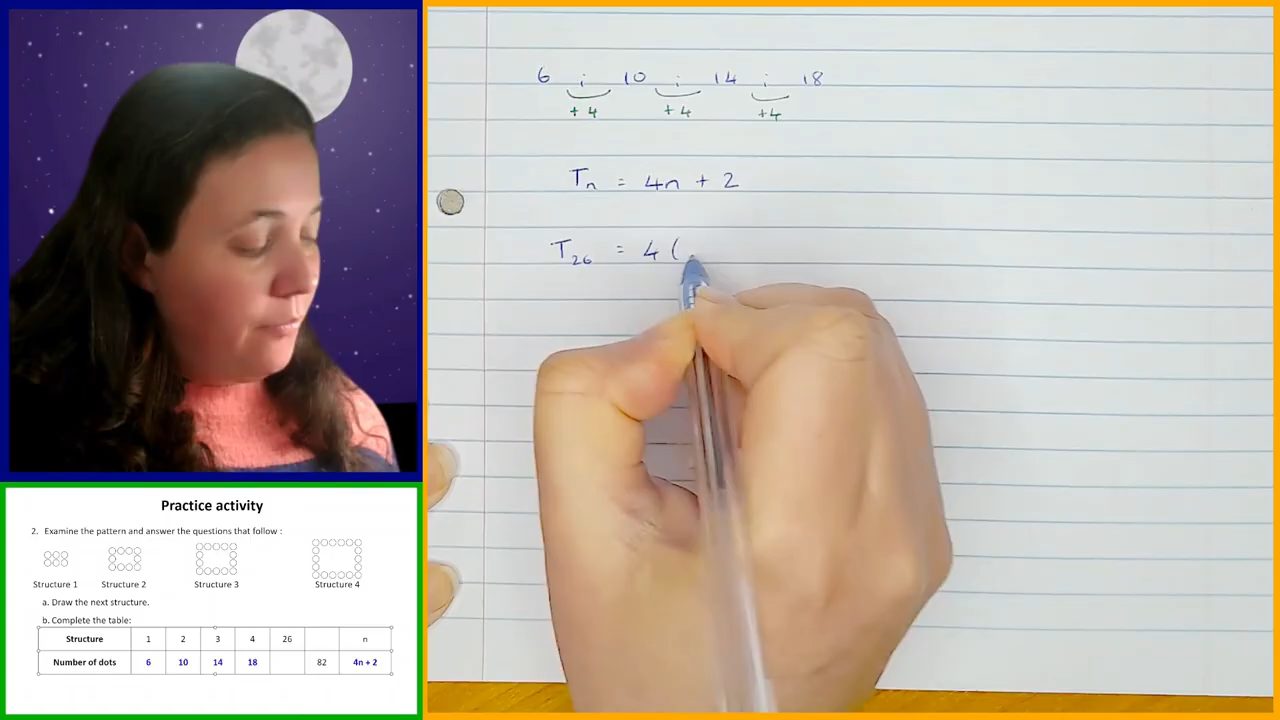 6 ; 10 ; 14 ; 18
+4 +4 +4
Tn = 4n + 2
T26 = 4 (
Practice activity
2. Examine the pattern and answer the questions that follow :
Structure 1 Structure 2 Structure 3 Structure 4
a. Draw the next structure.
b. Complete the table:
Structure 1 2 3 4 26 n
Number of dots 6 10 14 18 82 4n + 2